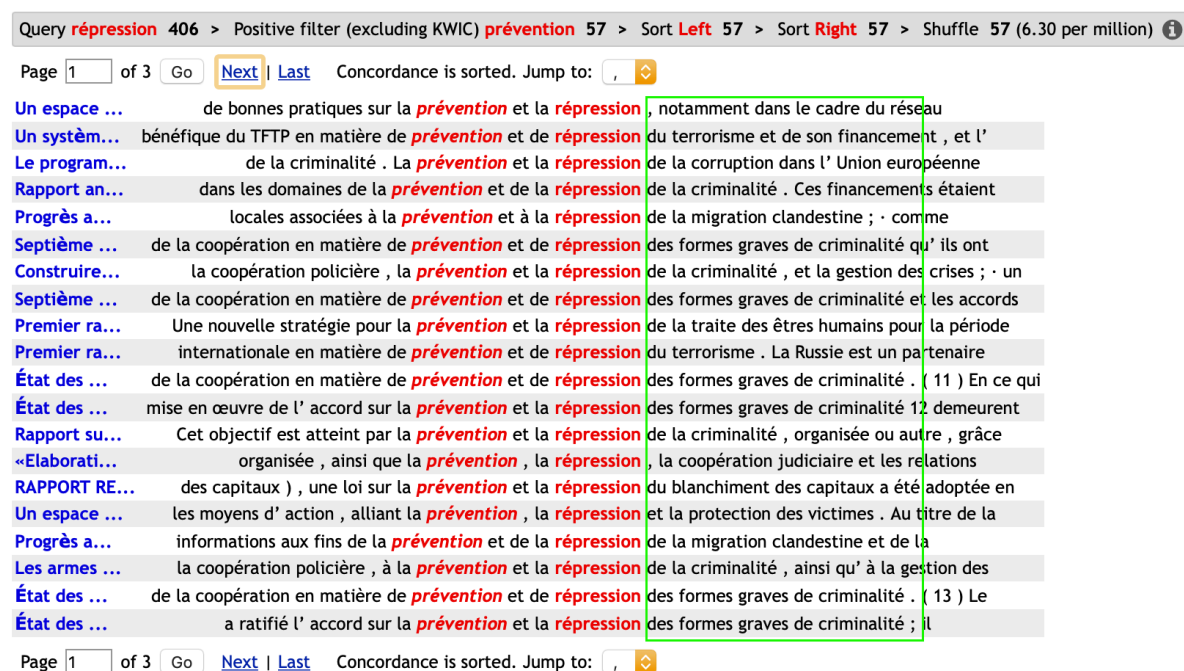 Query répression 406 > Positive filter (excluding KWIC) prévention 57 > Sort Left 57 > Sort Right 57 > Shuffle 57 (6.30 per million) i
Page 1 of 3 Go Next | Last Concordance is sorted. Jump to: ,
Un espace ... de bonnes pratiques sur la prévention et la répression , notamment dans le cadre du réseau
Un systèm... bénéfique du TFTP en matière de prévention et de répression du terrorisme et de son financement , et l’
Le program... de la criminalité . La prévention et la répression de la corruption dans l’ Union européenne
Rapport an... dans les domaines de la prévention et de la répression de la criminalité . Ces financements étaient
Progrès a... locales associées à la prévention et à la répression de la migration clandestine ; · comme
Septième ... de la coopération en matière de prévention et de répression des formes graves de criminalité qu’ ils ont
Construire... la coopération policière , la prévention et la répression de la criminalité , et la gestion des crises ; · un
Septième ... de la coopération en matière de prévention et de répression des formes graves de criminalité et les accords
Premier ra... Une nouvelle stratégie pour la prévention et la répression de la traite des êtres humains pour la période
Premier ra... internationale en matière de prévention et de répression du terrorisme . La Russie est un partenaire
État des ... de la coopération en matière de prévention et de répression des formes graves de criminalité . ( 11 ) En ce qui
État des ... mise en œuvre de l’ accord sur la prévention et la répression des formes graves de criminalité 12 demeurent
Rapport su... Cet objectif est atteint par la prévention et la répression de la criminalité , organisée ou autre , grâce
«Elaborati... organisée , ainsi que la prévention , la répression , la coopération judiciaire et les relations
RAPPORT RE... des capitaux ) , une loi sur la prévention et la répression du blanchiment des capitaux a été adoptée en
Un espace ... les moyens d’ action , alliant la prévention , la répression et la protection des victimes . Au titre de la
Progrès a... informations aux fins de la prévention et de la répression de la migration clandestine et de la
Les armes ... la coopération policière , à la prévention et la répression de la criminalité , ainsi qu’ à la gestion des
État des ... de la coopération en matière de prévention et de répression des formes graves de criminalité . ( 13 ) Le
État des ... a ratifié l’ accord sur la prévention et la répression des formes graves de criminalité ; il
Page 1 of 3 Go Next | Last Concordance is sorted. Jump to: ,